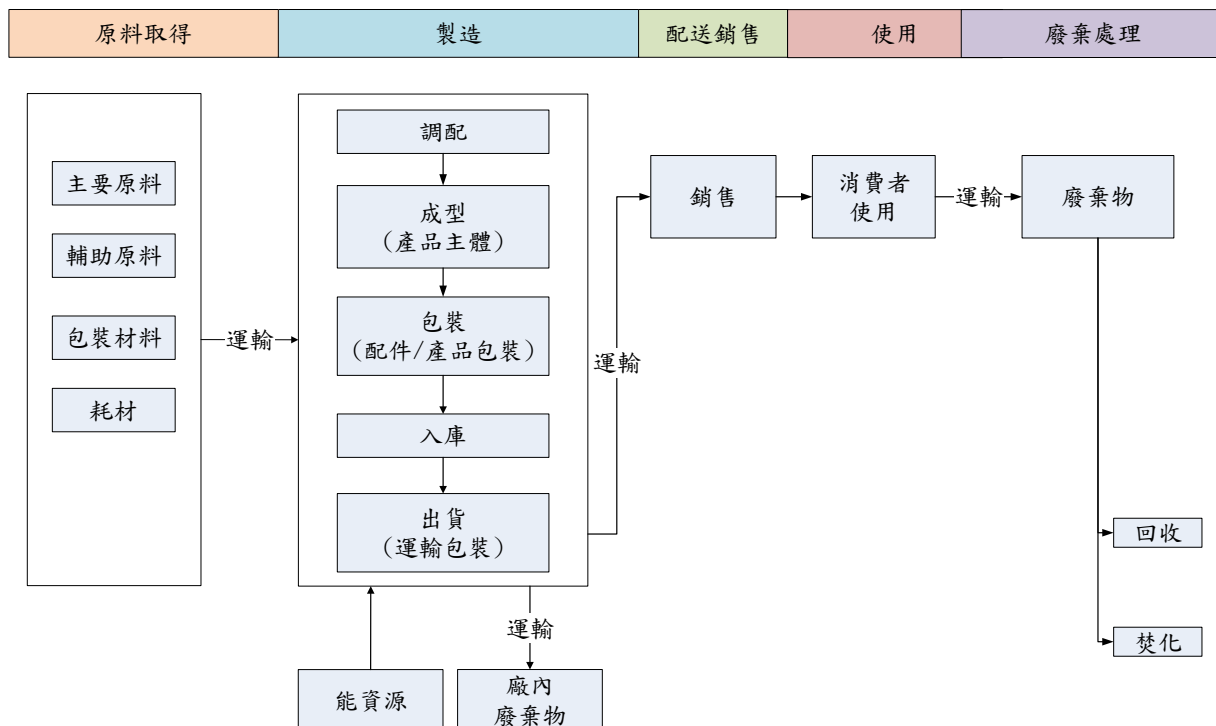 原料取得
製造
配送銷售
使用
廢棄處理
主要原料
輔助原料
包裝材料
耗材
運輸
調配
成型
（產品主體）
包裝
（配件/產品包裝）
入庫
出貨
（運輸包裝）
能資源
運輸
廠內
廢棄物
運輸
銷售
消費者
使用
運輸
廢棄物
回收
焚化